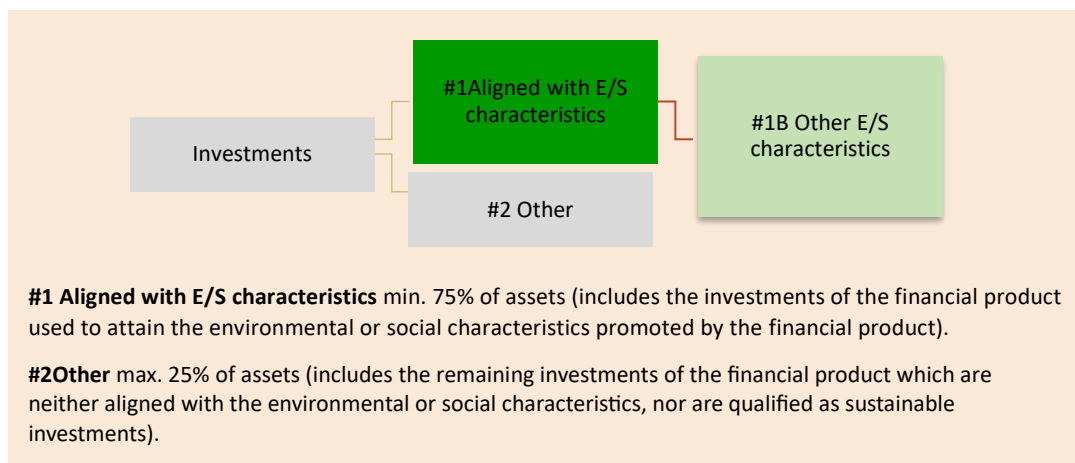 #1Aligned with E/S
characteristics
#1B Other E/S
characteristics
Investments
#2 Other
#1 Aligned with E/S characteristics min. 75% of assets (includes the investments of the financial product
used to attain the environmental or social characteristics promoted by the financial product).
#2Other max. 25% of assets (includes the remaining investments of the financial product which are
neither aligned with the environmental or social characteristics, nor are qualified as sustainable
investments).